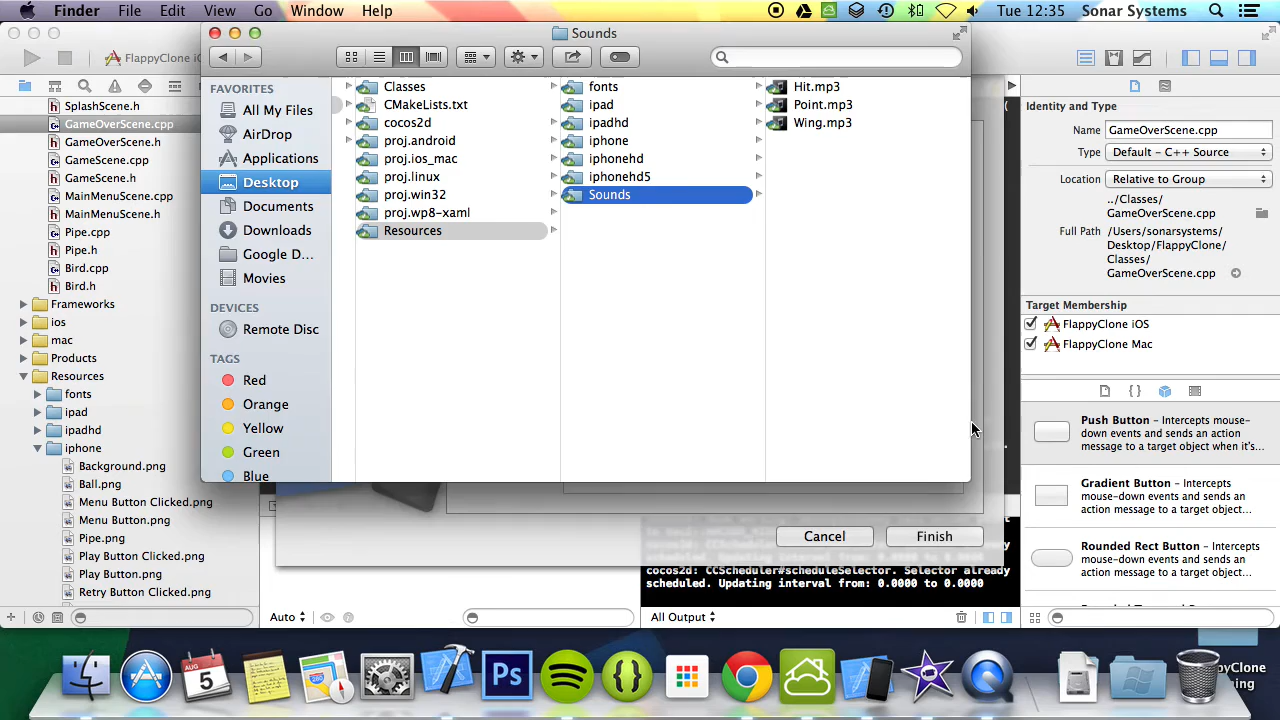 Finder File Edit View Go Window Help Tue 12:35 Sonar Systems
Sounds
FlappyClone iO
FAVORITES
All My Files
AirDrop
Applications
Desktop
Documents
Downloads
Google D...
Movies
DEVICES
Remote Disc
TAGS
Red
Orange
Yellow
Green
Blue
Classes
CMakeLists.txt
cocos2d
proj.android
proj.ios_mac
proj.linux
proj.win32
proj.wp8-xaml
Resources
fonts
ipad
ipadhd
iphone
iphonehd
iphonehd5
Sounds
Hit.mp3
Point.mp3
Wing.mp3
SplashScene.h
GameOverScene.cpp
GameOverScene.h
GameScene.cpp
GameScene.h
MainMenuScene.cpp
MainMenuScene.h
Pipe.cpp
Pipe.h
Bird.cpp
Bird.h
Frameworks
ios
mac
Products
Resources
fonts
ipad
ipadhd
iphone
Background.png
Ball.png
Menu Button Clicked.png
Menu Button.png
Pipe.png
Play Button Clicked.png
Play Button.png
Retry Button Clicked.png
Cancel Finish
cocos2d: CCScheduler#scheduleSelector. Selector already
scheduled. Updating interval from: 0.0000 to 0.0000
Auto
All Output
Identity and Type
Name GameOverScene.cpp
Type Default - C++ Source
Location Relative to Group
../Classes/
GameOverScene.cpp
Full Path /Users/sonarsystems/
Desktop/FlappyClone/
Classes/
GameOverScene.cpp
Target Membership
FlappyClone iOS
FlappyClone Mac
{ }
Push Button - Intercepts mouse-
down events and sends an action
message to a target object when it's...
Gradient Button - Intercepts
mouse-down events and sends an
action message to a target object...
Rounded Rect Button - Intercepts
mouse-down events and sends an
action message to a target object...
AUG
5
Ps
{}